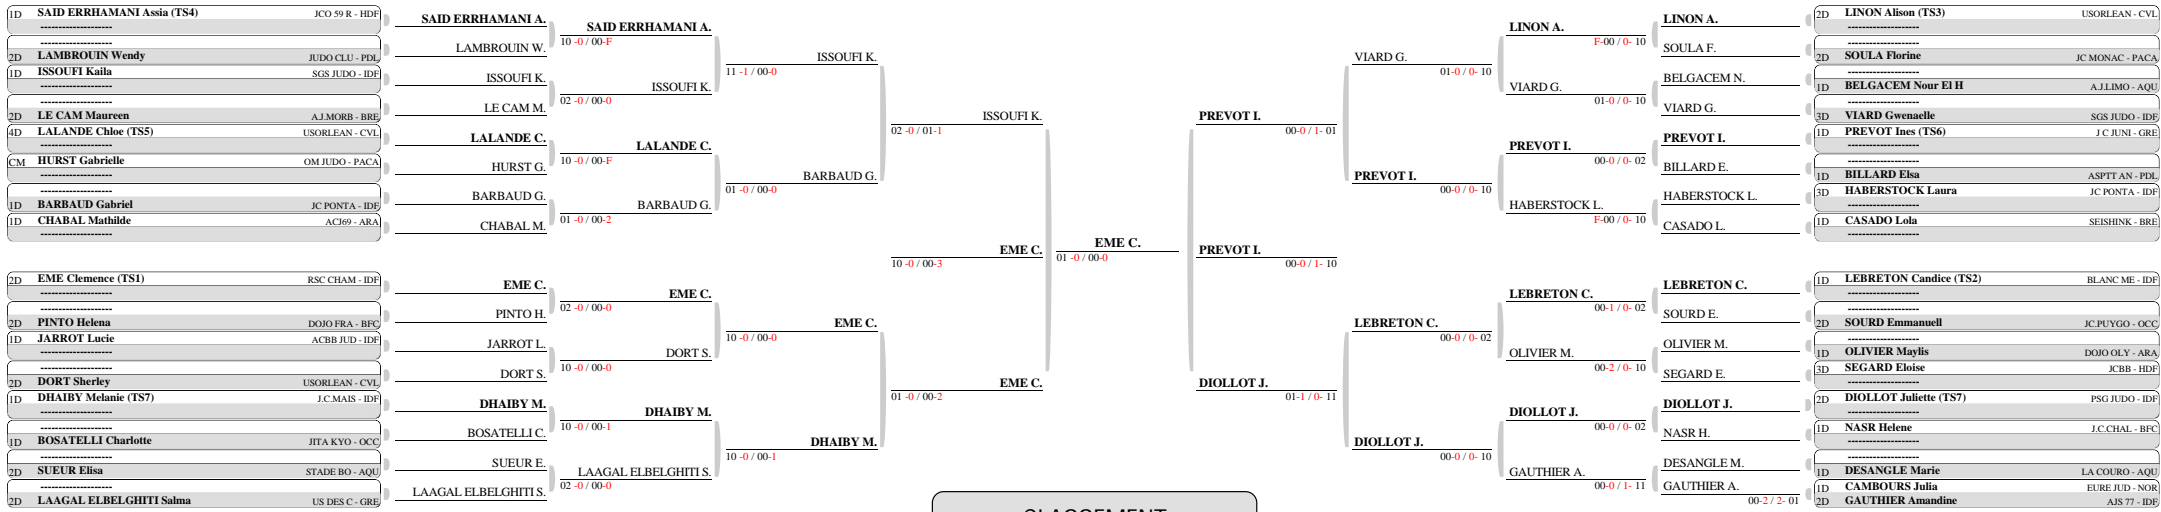 1D SAID ERRHAMANI Assia (TS4) JCO 59 R - HDF
--------------------
--------------------
2D LAMBROUIN Wendy JUDO CLU - PDL
1D ISSOUFI Kaila SGS JUDO - IDF
--------------------
--------------------
2D LE CAM Maureen A.J.MORB - BRE
4D LALANDE Chloe (TS5) USORLEAN - CVL
--------------------
CM HURST Gabrielle OM JUDO - PACA
--------------------
--------------------
1D BARBAUD Gabriel JC PONTA - IDF
1D CHABAL Mathilde ACJ69 - ARA
--------------------
2D EME Clemence (TS1) RSC CHAM - IDF
--------------------
--------------------
2D PINTO Helena DOJO FRA - BFC
1D JARROT Lucie ACBB JUD - IDF
--------------------
--------------------
2D DORT Sherley USORLEAN - CVL
1D DHAIBY Melanie (TS7) J.C.MAIS - IDF
--------------------
--------------------
1D BOSATELLI Charlotte JITA KYO - OCC
--------------------
2D SUEUR Elisa STADE BO - AQU
--------------------
2D LAAGAL ELBELGHITI Salma US DES C - GRE
SAID ERRHAMANI A.
LAMBROUIN W.
ISSOUFI K.
LE CAM M.
LALANDE C.
HURST G.
BARBAUD G.
CHABAL M.
EME C.
PINTO H.
JARROT L.
DORT S.
DHAIBY M.
BOSATELLI C.
SUEUR E.
LAAGAL ELBELGHITI S.
SAID ERRHAMANI A.
10 -0 / 00-F
ISSOUFI K.
02 -0 / 00-0
LALANDE C.
10 -0 / 00-F
BARBAUD G.
01 -0 / 00-2
EME C.
02 -0 / 00-0
DORT S.
10 -0 / 00-0
DHAIBY M.
10 -0 / 00-1
LAAGAL ELBELGHITI S.
02 -0 / 00-0
ISSOUFI K.
11 -1 / 00-0
BARBAUD G.
01 -0 / 00-0
EME C.
10 -0 / 00-0
DHAIBY M.
10 -0 / 00-1
ISSOUFI K.
02 -0 / 01-1
EME C.
10 -0 / 00-3
EME C.
01 -0 / 00-2
EME C.
01 -0 / 00-0
PREVOT I.
00-0 / 1- 01
PREVOT I.
00-0 / 1- 10
DIOLLOT J.
01-1 / 0- 11
VIARD G.
01-0 / 0- 10
PREVOT I.
00-0 / 0- 10
LEBRETON C.
00-0 / 0- 02
DIOLLOT J.
00-0 / 0- 10
LINON A.
F-00 / 0- 10
VIARD G.
01-0 / 0- 10
PREVOT I.
00-0 / 0- 02
HABERSTOCK L.
F-00 / 0- 10
LEBRETON C.
00-1 / 0- 02
OLIVIER M.
00-2 / 0- 10
DIOLLOT J.
00-0 / 0- 02
GAUTHIER A.
00-0 / 1- 11
LINON A.
SOULA F.
BELGACEM N.
VIARD G.
PREVOT I.
BILLARD E.
HABERSTOCK L.
CASADO L.
LEBRETON C.
SOURD E.
OLIVIER M.
SEGARD E.
DIOLLOT J.
NASR H.
DESANGLE M.
GAUTHIER A.
00-2 / 2- 01
2D LINON Alison (TS3) USORLEAN - CVL
--------------------
--------------------
2D SOULA Florine JC MONAC - PACA
--------------------
1D BELGACEM Nour El H A.J.LIMO - AQU
--------------------
3D VIARD Gwenaelle SGS JUDO - IDF
1D PREVOT Ines (TS6) J C JUNI - GRE
--------------------
--------------------
1D BILLARD Elsa ASPTT AN - PDL
3D HABERSTOCK Laura JC PONTA - IDF
--------------------
1D CASADO Lola SEISHINK - BRE
--------------------
1D LEBRETON Candice (TS2) BLANC ME - IDF
--------------------
--------------------
2D SOURD Emmanuell JC.PUYGO - OCC
--------------------
1D OLIVIER Maylis DOJO OLY - ARA
3D SEGARD Eloise JCBB - HDF
--------------------
2D DIOLLOT Juliette (TS7) PSG JUDO - IDF
--------------------
1D NASR Helene J.C.CHAL - BFC
--------------------
--------------------
1D DESANGLE Marie LA COURO - AQU
1D CAMBOURS Julia EURE JUD - NOR
2D GAUTHIER Amandine AJS 77 - IDF